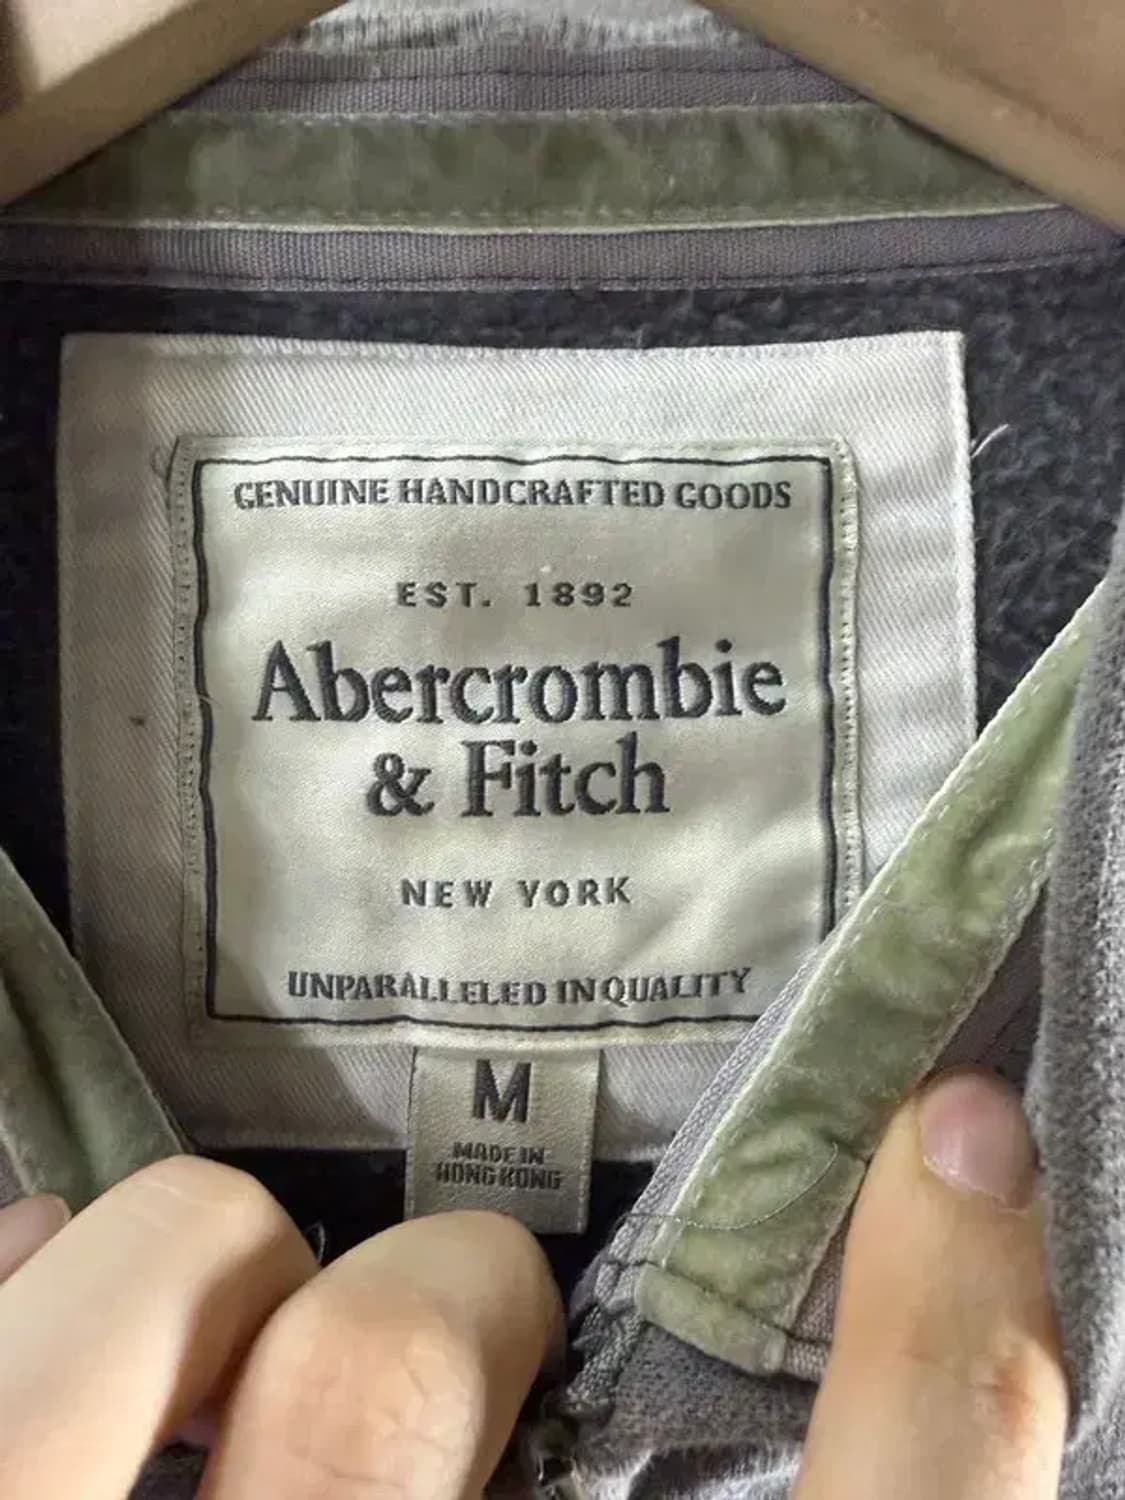 GENUINE HANDCRAFTED GOODS
EST. 1892
Abercrombie
& Fitch
NEW YORK
UNPARALLELED IN QUALITY
M
MADE IN
HONG KONG